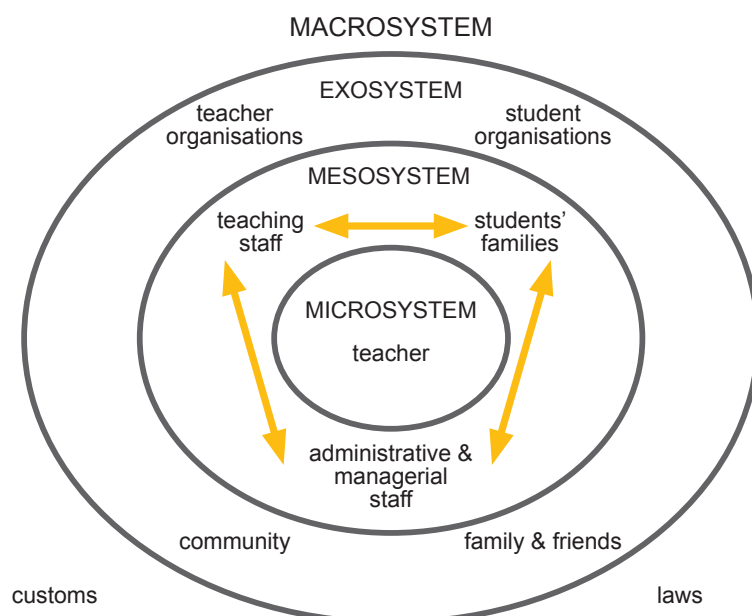 MACROSYSTEM
EXOSYSTEM
teacher
organisations
student
organisations
MESOSYSTEM
teaching
staff
students’
families
MICROSYSTEM
teacher
administrative &
managerial
staff
community
family & friends
customs
laws